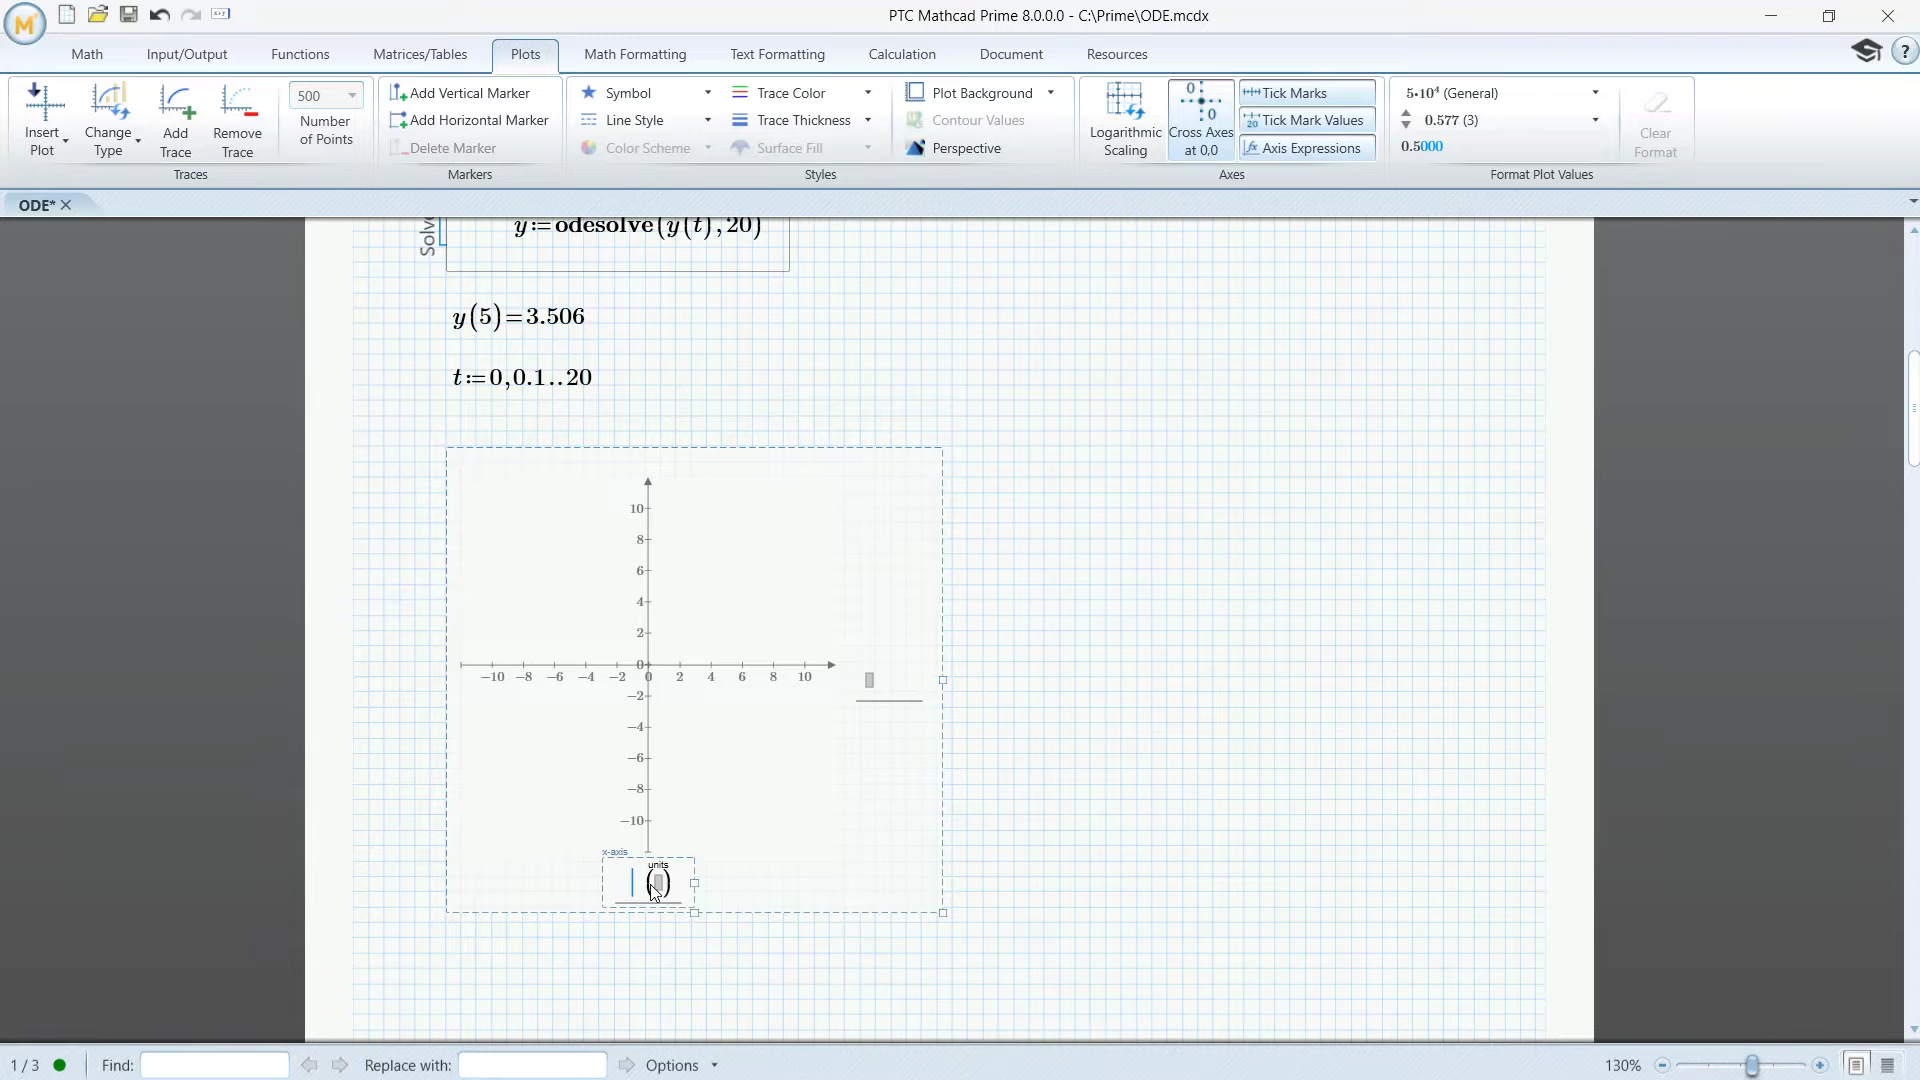 PTC Mathcad Prime 8.0.0.0 - C:\Prime\ODE.mcdx
Math Input/Output Functions Matrices/Tables Plots Math Formatting Text Formatting Calculation Document Resources
?
Insert Plot
Change Type
Add Trace
Remove Trace
500
Number of Points
Traces
Add Vertical Marker
Add Horizontal Marker
Delete Marker
Markers
Symbol
Line Style
Color Scheme
Trace Color
Trace Thickness
Surface Fill
Plot Background
Contour Values
Perspective
Styles
Logarithmic Scaling
Cross Axes at 0,0
Tick Marks
Tick Mark Values
Axis Expressions
Axes
5•10⁴ (General)
0.577 (3)
0.5000
Format Plot Values
Clear Format
ODE*
Solve
y:=odesolve(y(t),20)
y(5)=3.506
t:=0,0.1..20
10
8
6
4
2
0
−10 −8 −6 −4 −2 0 2 4 6 8 10
−2
−4
−6
−8
−10
x-axis
units
()
1 / 3 Find: Replace with: Options 130%